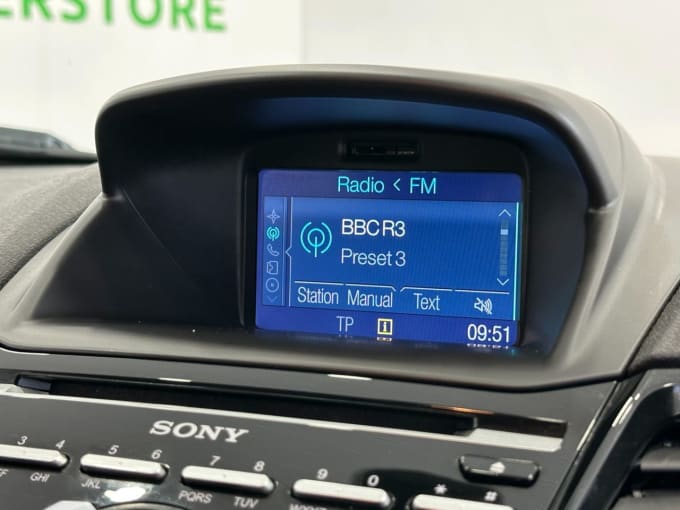 ERSTORE
Radio < FM
BBC R3
Preset 3
Station Manual Text
TP i 09:51
SONY
3 4 5 6 7 8 9 0 * #
GHI JKL PQRS TUV